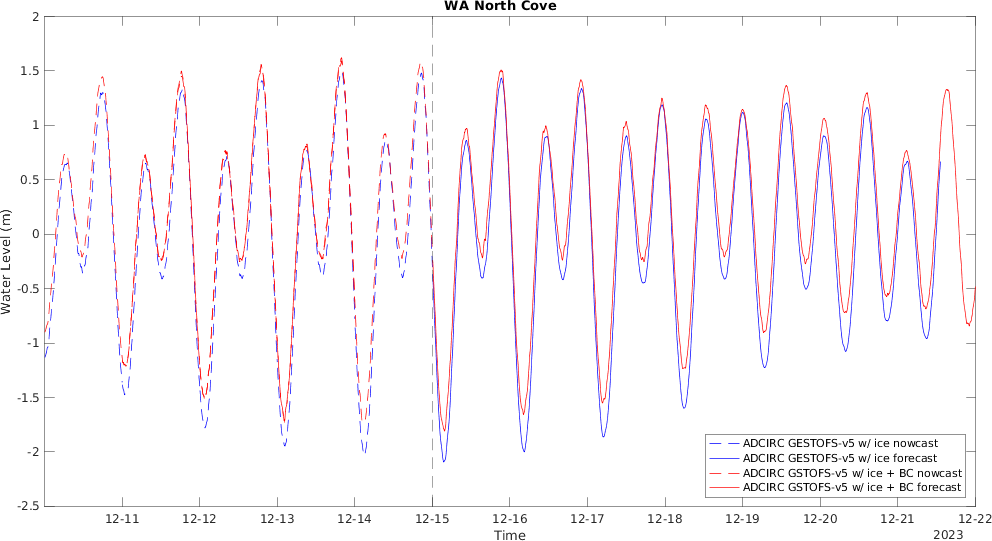 WA North Cove
2
1.5
1
0.5
0
-0.5
-1
-1.5
-2
-2.5
Water Level (m)
12-11 12-12 12-13 12-14 12-15 12-16 12-17 12-18 12-19 12-20 12-21 12-22
Time
2023
ADCIRC GESTOFS-v5 w/ ice nowcast
ADCIRC GESTOFS-v5 w/ ice forecast
ADCIRC GSTOFS-v5 w/ ice + BC nowcast
ADCIRC GSTOFS-v5 w/ ice + BC forecast